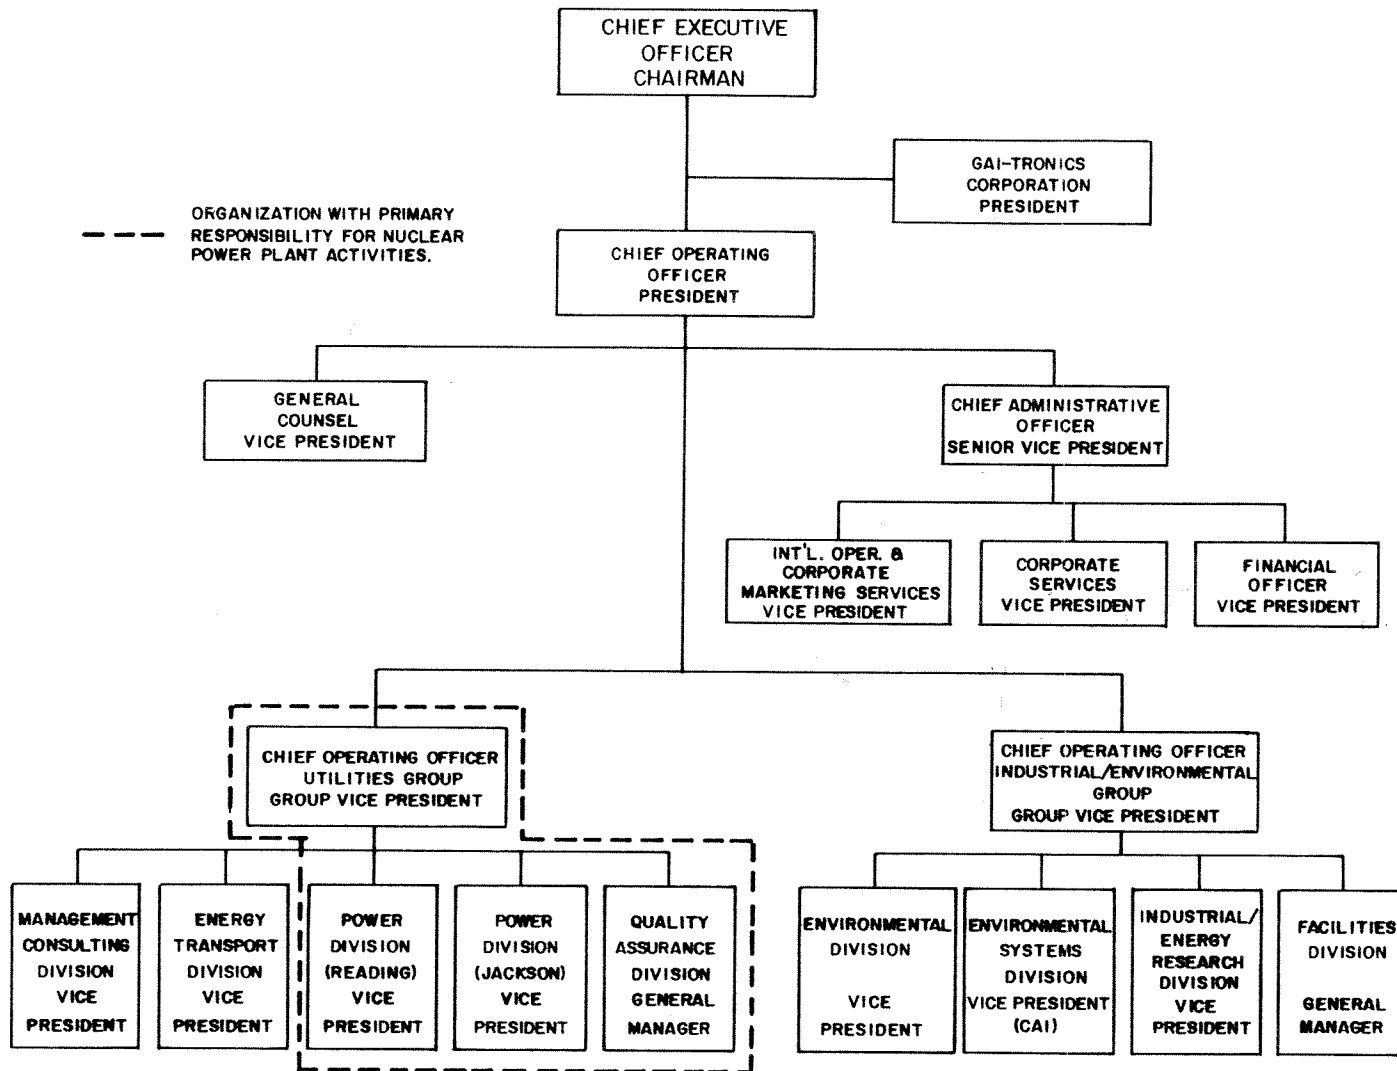 CHIEF EXECUTIVE
OFFICER
CHAIRMAN
GAI-TRONICS
CORPORATION
PRESIDENT
ORGANIZATION WITH PRIMARY
RESPONSIBILITY FOR NUCLEAR
POWER PLANT ACTIVITIES.
CHIEF OPERATING
OFFICER
PRESIDENT
GENERAL
COUNSEL
VICE PRESIDENT
CHIEF ADMINISTRATIVE
OFFICER
SENIOR VICE PRESIDENT
INT'L. OPER. &
CORPORATE
MARKETING SERVICES
VICE PRESIDENT
CORPORATE
SERVICES
VICE PRESIDENT
FINANCIAL
OFFICER
VICE PRESIDENT
CHIEF OPERATING OFFICER
UTILITIES GROUP
GROUP VICE PRESIDENT
CHIEF OPERATING OFFICER
INDUSTRIAL/ENVIRONMENTAL
GROUP
GROUP VICE PRESIDENT
MANAGEMENT
CONSULTING
DIVISION
VICE
PRESIDENT
ENERGY
TRANSPORT
DIVISION
VICE
PRESIDENT
POWER
DIVISION
(READING)
VICE
PRESIDENT
POWER
DIVISION
(JACKSON)
VICE
PRESIDENT
QUALITY
ASSURANCE
DIVISION
GENERAL
MANAGER
ENVIRONMENTAL
DIVISION
VICE
PRESIDENT
ENVIRONMENTAL
SYSTEMS
DIVISION
VICE PRESIDENT
(CAI)
INDUSTRIAL/
ENERGY
RESEARCH
DIVISION
VICE
PRESIDENT
FACILITIES
DIVISION
GENERAL
MANAGER